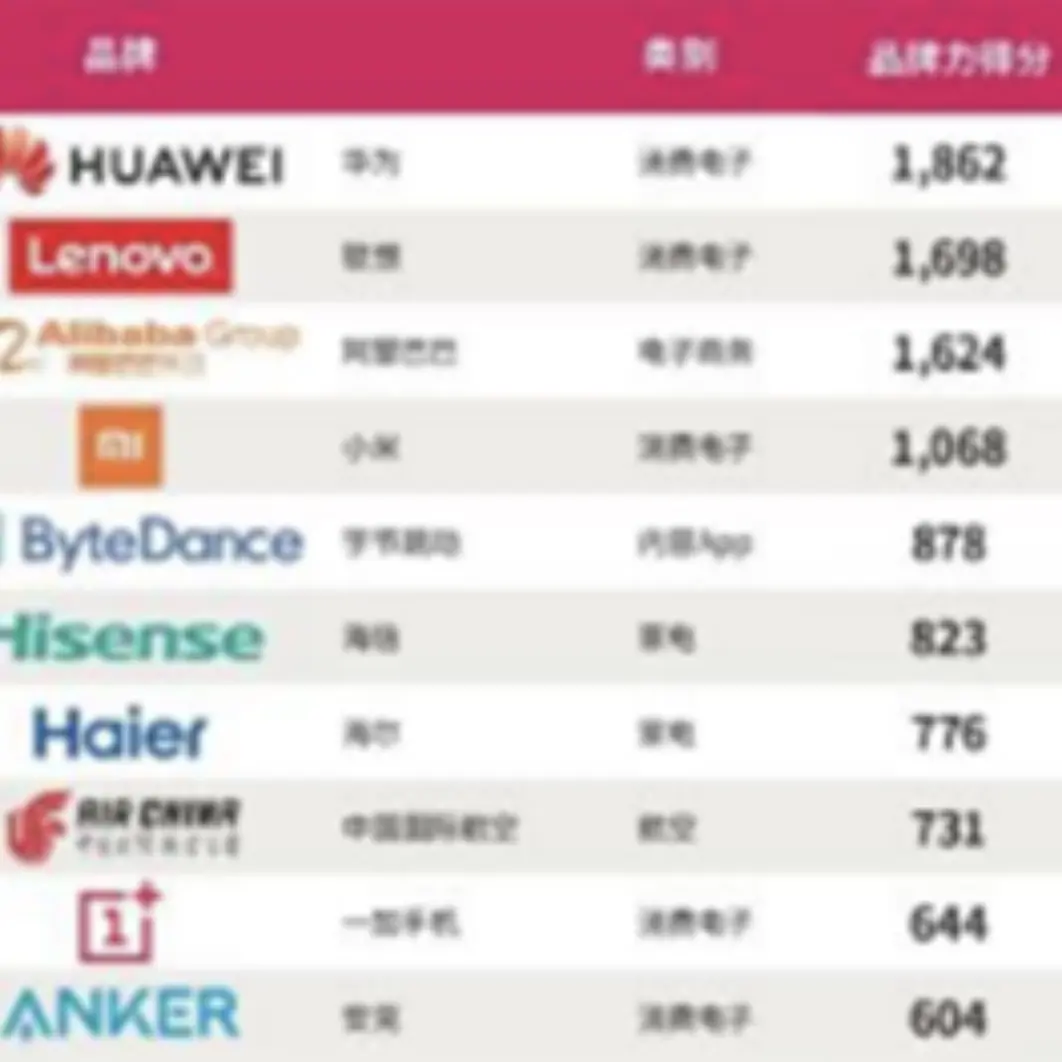 品牌 类别 品牌力得分
HUAWEI 华为 消费电子 1,862
Lenovo 联想 消费电子 1,698
Alibaba Group 阿里巴巴 电子商务 1,624
阿里巴巴集团
mi 小米 消费电子 1,068
ByteDance 字节跳动 内容App 878
Hisense 海信 家电 823
Haier 海尔 家电 776
AIR CHINA 中国国际航空 航空 731
1+ 一加手机 消费电子 644
ANKER 安克 消费电子 604